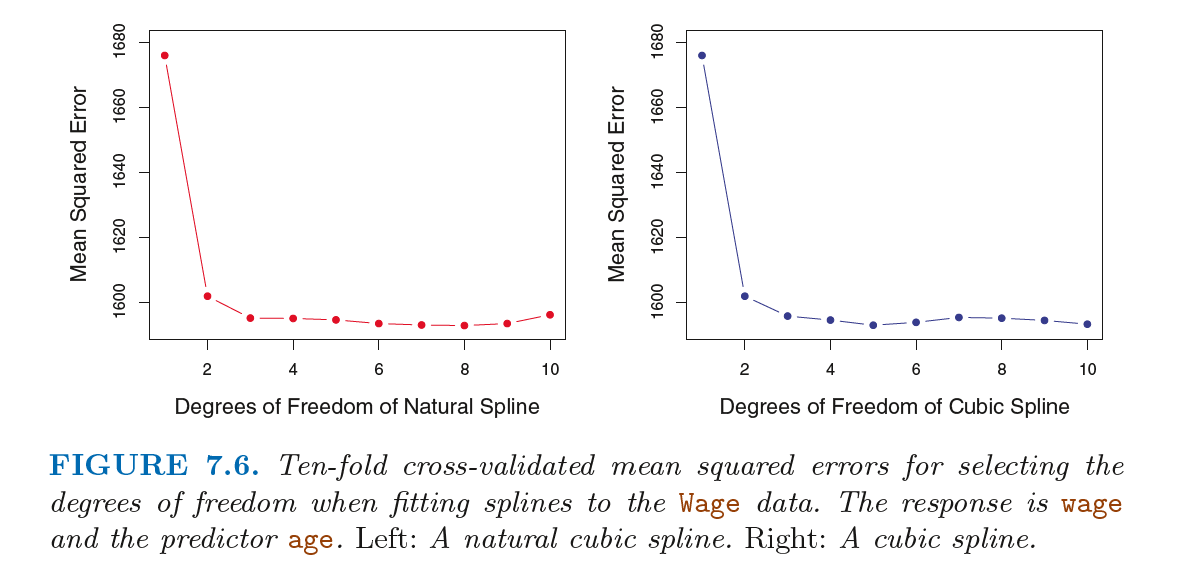 Mean Squared Error
1600 1620 1640 1660 1680
2 4 6 8 10
Degrees of Freedom of Natural Spline
Mean Squared Error
1600 1620 1640 1660 1680
2 4 6 8 10
Degrees of Freedom of Cubic Spline
FIGURE 7.6. Ten-fold cross-validated mean squared errors for selecting the
degrees of freedom when fitting splines to the Wage data. The response is wage
and the predictor age. Left: A natural cubic spline. Right: A cubic spline.